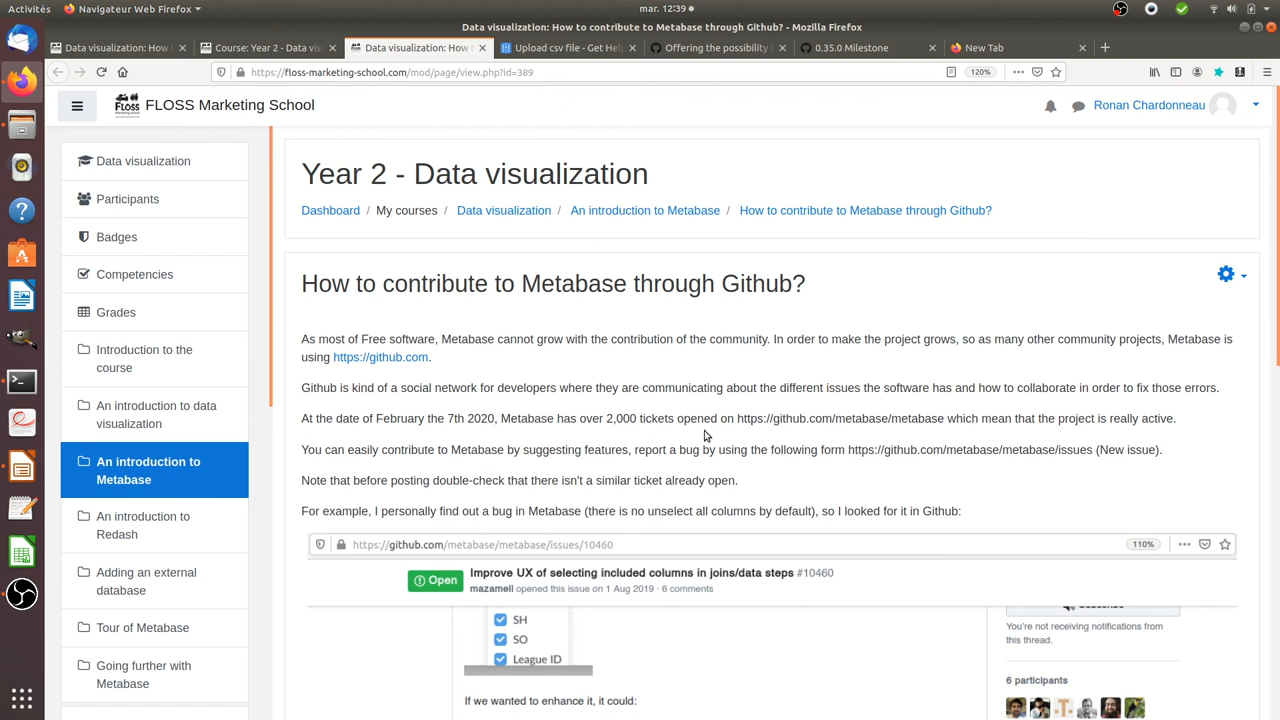 Activités
Navigateur Web Firefox
mar. 12:39
Data visualization: How to contribute to Metabase through Github? - Mozilla Firefox
Data visualization: How
Course: Year 2 - Data vis
Data visualization: How t
Upload csv file - Get Hel
Offering the possibility t
0.35.0 Milestone
New Tab
https://floss-marketing-school.com/mod/page/view.php?id=389
120%
FLOSS
FLOSS Marketing School
Ronan Chardonneau
Data visualization
Participants
Badges
Competencies
Grades
Introduction to the
course
An introduction to data
visualization
An introduction to
Metabase
An introduction to
Redash
Adding an external
database
Tour of Metabase
Going further with
Metabase
Year 2 - Data visualization
Dashboard / My courses / Data visualization / An introduction to Metabase / How to contribute to Metabase through Github?
How to contribute to Metabase through Github?
As most of Free software, Metabase cannot grow with the contribution of the community. In order to make the project grows, so as many other community projects, Metabase is
using https://github.com.
Github is kind of a social network for developers where they are communicating about the different issues the software has and how to collaborate in order to fix those errors.
At the date of February the 7th 2020, Metabase has over 2,000 tickets opened on https://github.com/metabase/metabase which mean that the project is really active.
You can easily contribute to Metabase by suggesting features, report a bug by using the following form https://github.com/metabase/metabase/issues (New issue).
Note that before posting double-check that there isn't a similar ticket already open.
For example, I personally find out a bug in Metabase (there is no unselect all columns by default), so I looked for it in Github:
https://github.com/metabase/metabase/issues/10460
110%
Open
Improve UX of selecting included columns in joins/data steps #10460
mazameli opened this issue on 1 Aug 2019 · 6 comments
SH
SO
League ID
If we wanted to enhance it, it could:
You're not receiving notifications from
this thread.
6 participants